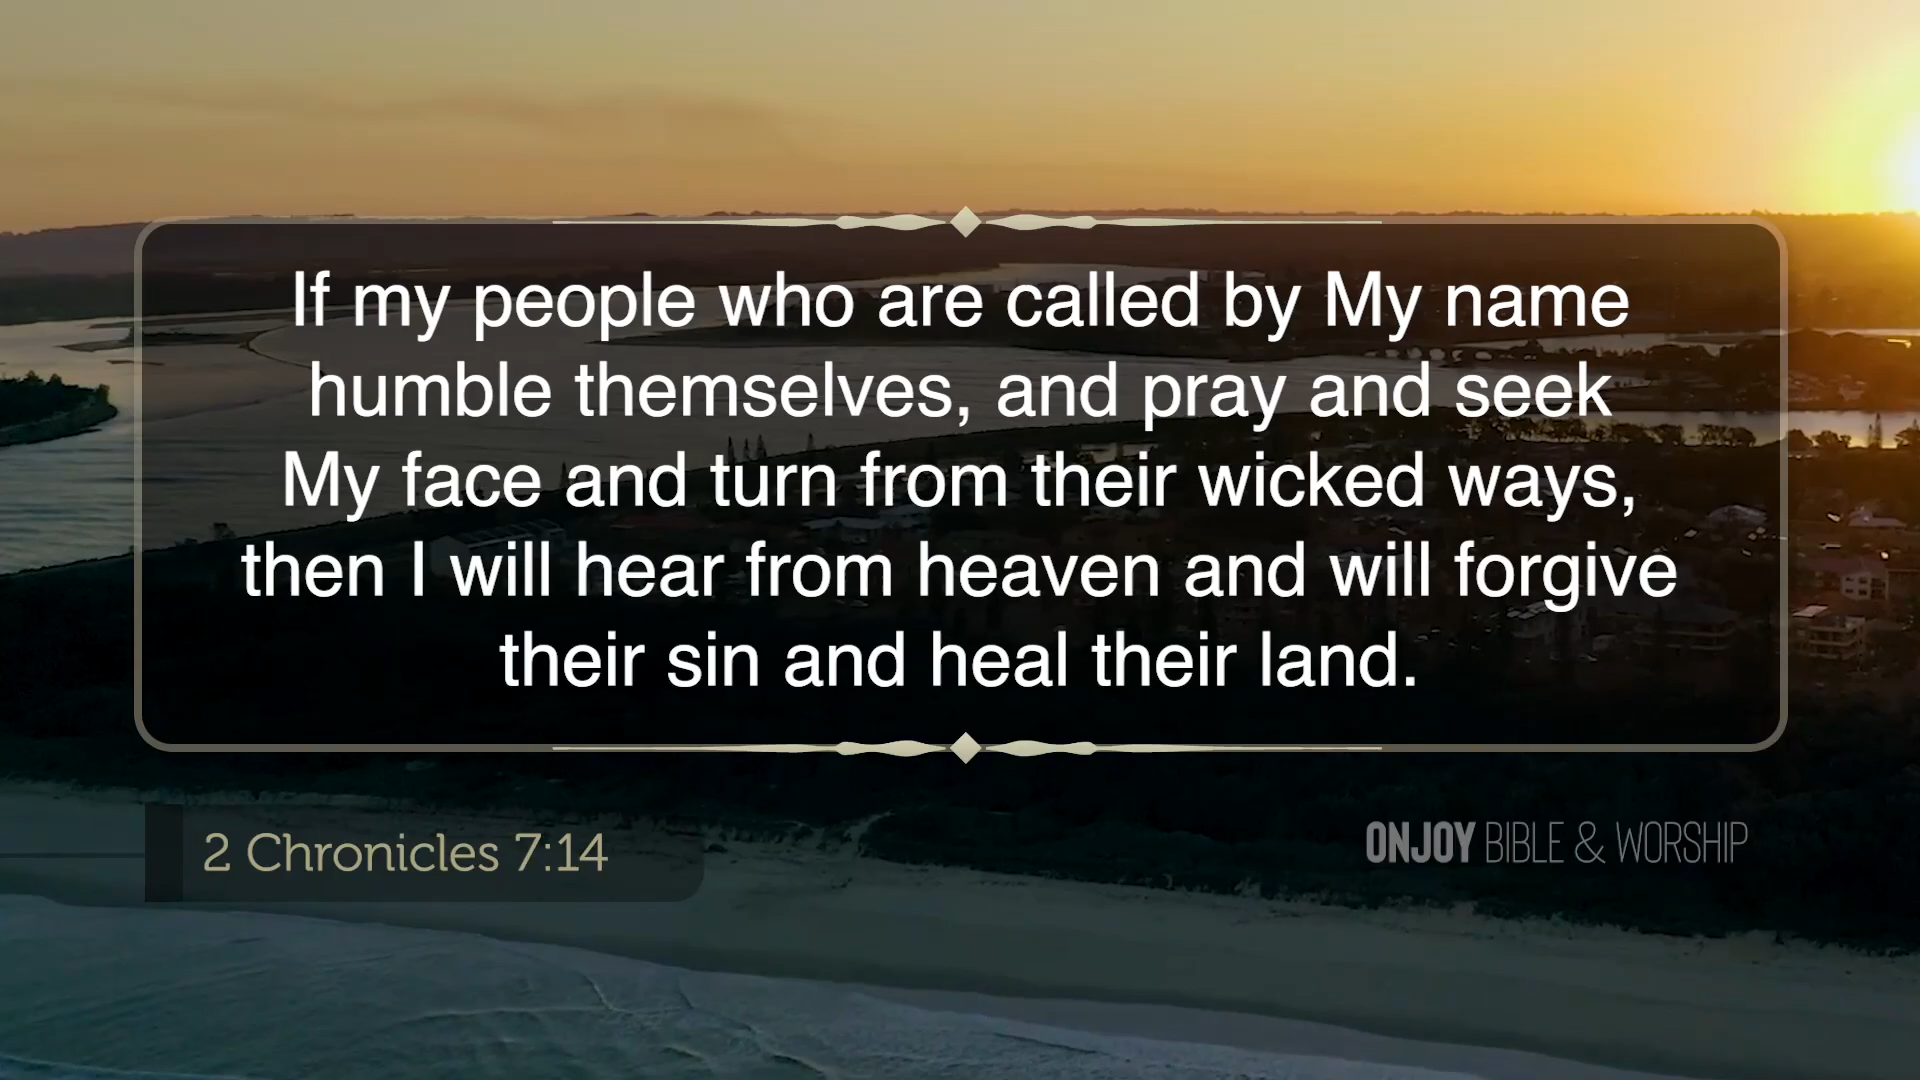 If my people who are called by My name
humble themselves, and pray and seek
My face and turn from their wicked ways,
then I will hear from heaven and will forgive
their sin and heal their land.
2 Chronicles 7:14
ONJOY BIBLE & WORSHIP